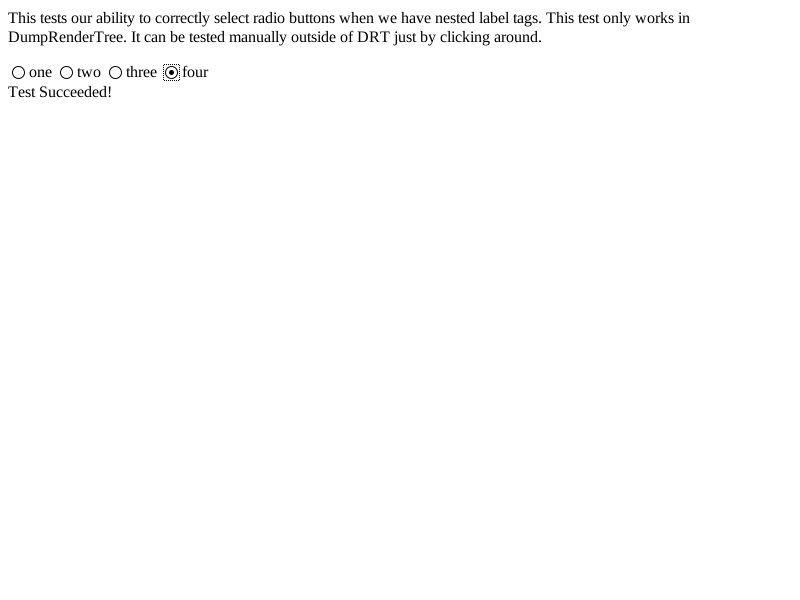 This tests our ability to correctly select radio buttons when we have nested label tags. This test only works in
DumpRenderTree. It can be tested manually outside of DRT just by clicking around.
one two three four
Test Succeeded!